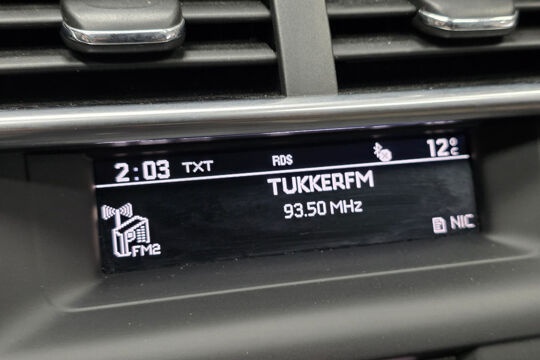 2:03 TXT RDS 12°C
TUKKERFM
93.50 MHz
FM2
NIC